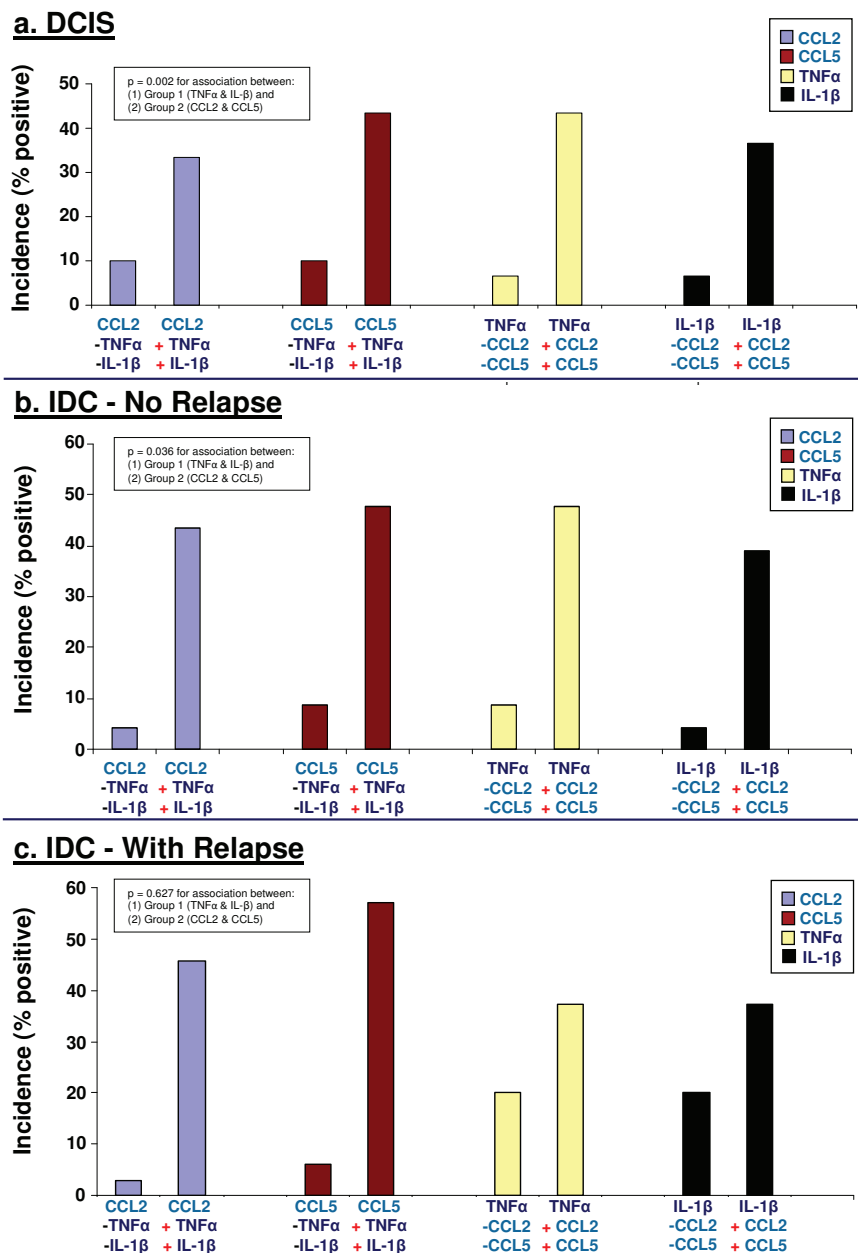 a. DCIS
CCL2
CCL5
TNFα
IL-1β
p = 0.002 for association between:
(1) Group 1 (TNFα & IL-β) and
(2) Group 2 (CCL2 & CCL5)
Incidence (% positive)
50
40
30
20
10
0
CCL2 CCL2 CCL5 CCL5 TNFα TNFα IL-1β IL-1β
-TNFα + TNFα -TNFα + TNFα -CCL2 + CCL2 -CCL2 + CCL2
-IL-1β + IL-1β -IL-1β + IL-1β -CCL5 + CCL5 -CCL5 + CCL5
b. IDC - No Relapse
CCL2
CCL5
TNFα
IL-1β
p = 0.036 for association between:
(1) Group 1 (TNFα & IL-β) and
(2) Group 2 (CCL2 & CCL5)
Incidence (% positive)
60
50
40
30
20
10
0
CCL2 CCL2 CCL5 CCL5 TNFα TNFα IL-1β IL-1β
-TNFα + TNFα -TNFα + TNFα -CCL2 + CCL2 -CCL2 + CCL2
-IL-1β + IL-1β -IL-1β + IL-1β -CCL5 + CCL5 -CCL5 + CCL5
c. IDC - With Relapse
CCL2
CCL5
TNFα
IL-1β
p = 0.627 for association between:
(1) Group 1 (TNFα & IL-β) and
(2) Group 2 (CCL2 & CCL5)
Incidence (% positive)
60
50
40
30
20
10
0
CCL2 CCL2 CCL5 CCL5 TNFα TNFα IL-1β IL-1β
-TNFα + TNFα -TNFα + TNFα -CCL2 + CCL2 -CCL2 + CCL2
-IL-1β + IL-1β -IL-1β + IL-1β -CCL5 + CCL5 -CCL5 + CCL5